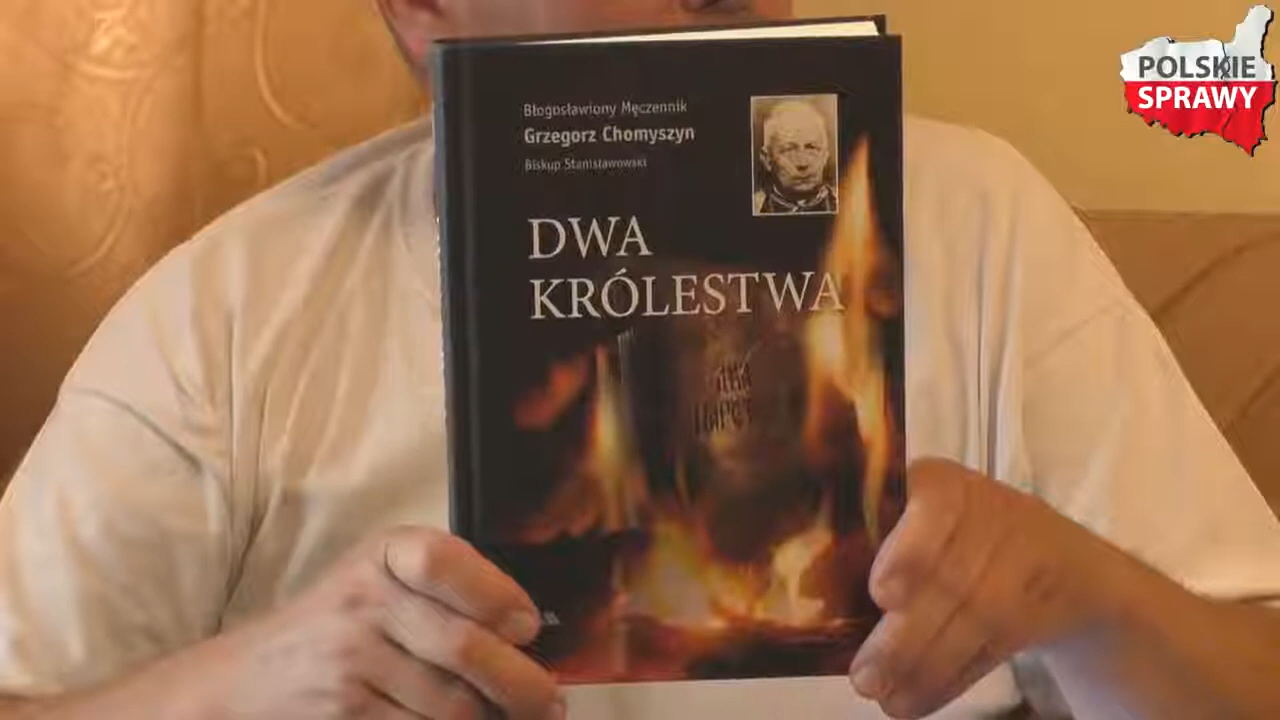 Błogosławiony Męczennik
Grzegorz Chomyszyn
Biskup Stanisławowski
DWA
KRÓLESTWA
POLSKIE
SPRAWY